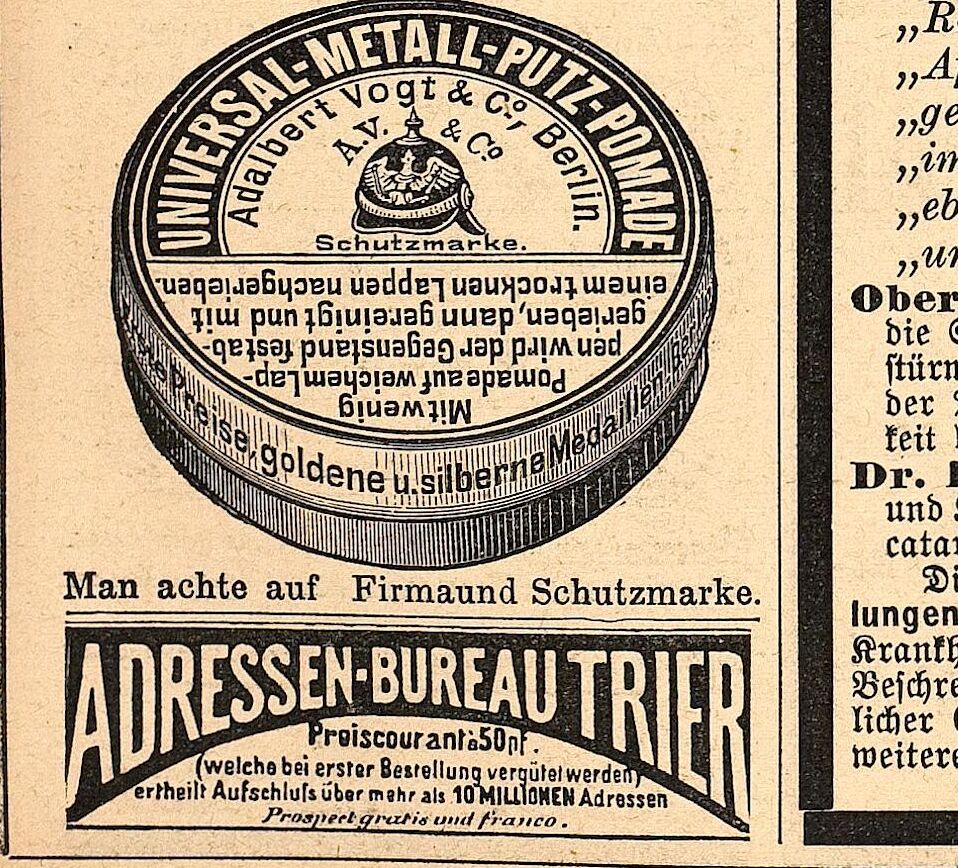 UNIVERSAL-METALL-PUTZ-POMADE
Adalbert Vogt & Co, Berlin.
A.V. & Co
Schutzmarke.
Mit wenig
Pomade auf weichem Lap-
pen wird der Gegenstand fest ab-
gerieben, dann gereinigt und mit
einem trocknen Lappen nachgerieben.
preise, goldene u. silberne Medaillen
Man achte auf Firmaund Schutzmarke.
ADRESSEN-BUREAU TRIER
Preiscourant à 50 pf.
(welche bei erster Bestellung vergütet werden)
ertheilt Aufschluſs über mehr als 10 MILLIONEN Adressen
Prospect gratis und franco.
„
„
„ge
„im
„
„
Ober
die
ſtürm
der
keit
Dr.
und
catar
Di
lungen
Krankh
Beſchre
licher
weitere